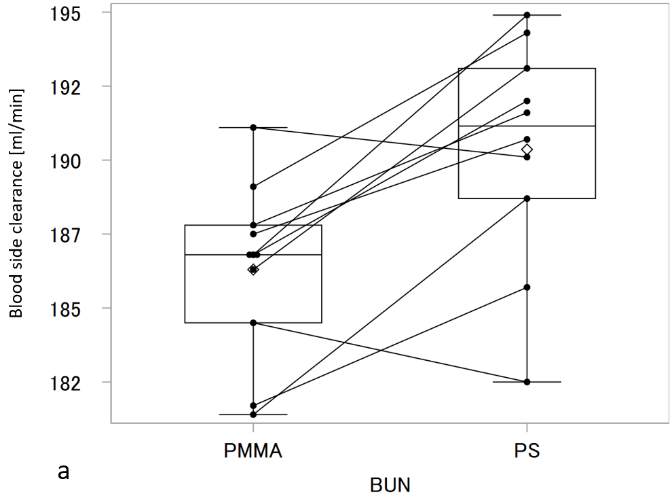 Blood side clearance [ml/min]
195
192
190
187
185
182
PMMA
PS
BUN
a